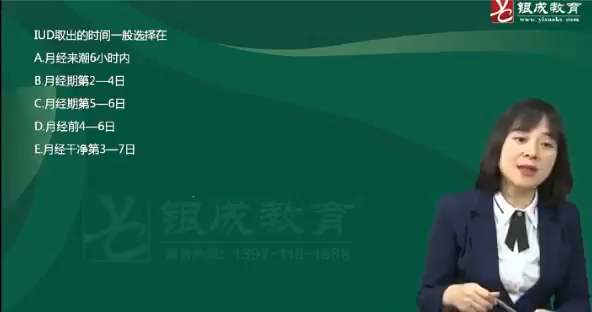 银成教育
www.yixueks.com
IUD取出的时间一般选择在
A.月经来潮6小时内
B.月经期第2—4日
C.月经期第5—6日
D.月经前4—6日
E.月经干净第3—7日
银成教育
服务热线：1397-118-1888